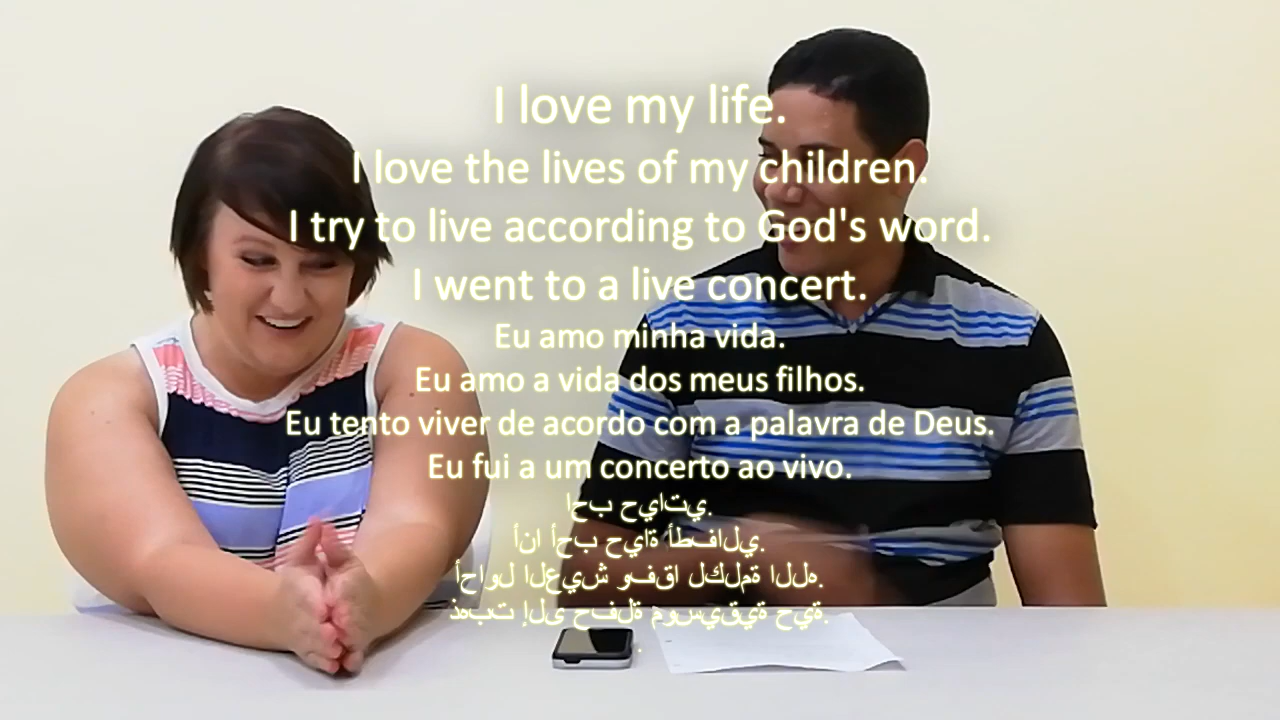 I love my life.
I love the lives of my children.
I try to live according to God's word.
I went to a live concert.
Eu amo minha vida.
Eu amo a vida dos meus filhos.
Eu tento viver de acordo com a palavra de Deus.
Eu fui a um concerto ao vivo.
احب حياتي.
أنا أحب حياة أطفالي.
أحاول العيش وفقا لكلمة الله.
ذهبت إلى حفلة موسيقية حية.
.